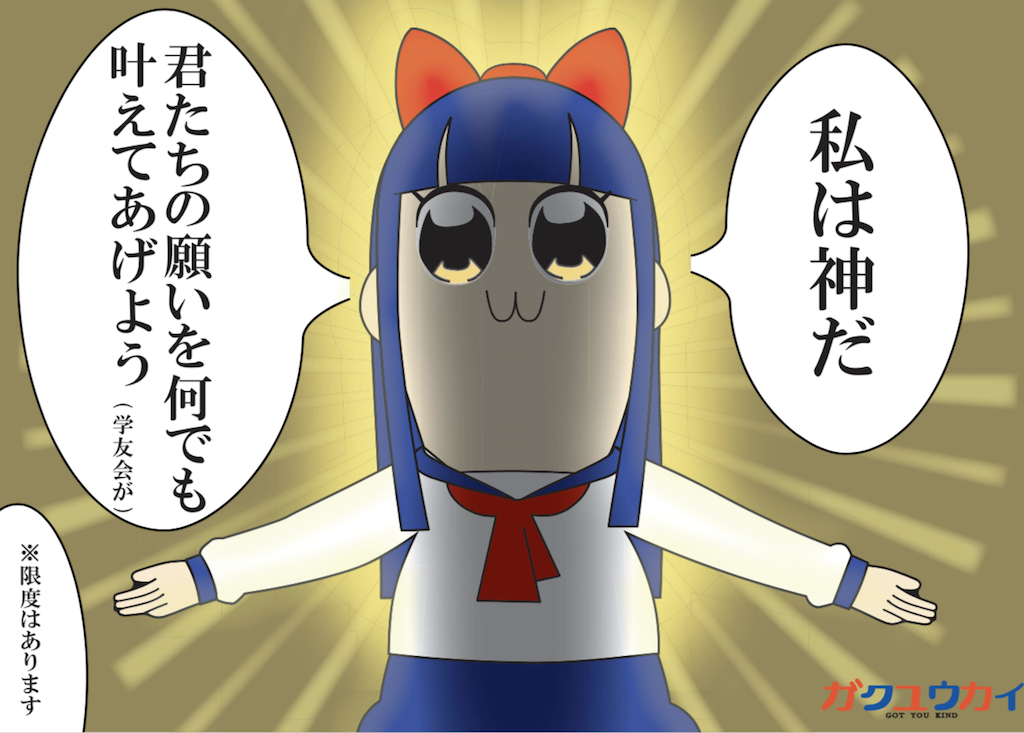 私は神だ
君たちの願いを何でも
叶えてあげよう（学友会が）
※限度はあります
ガクユウカイ
GOT YOU KIND